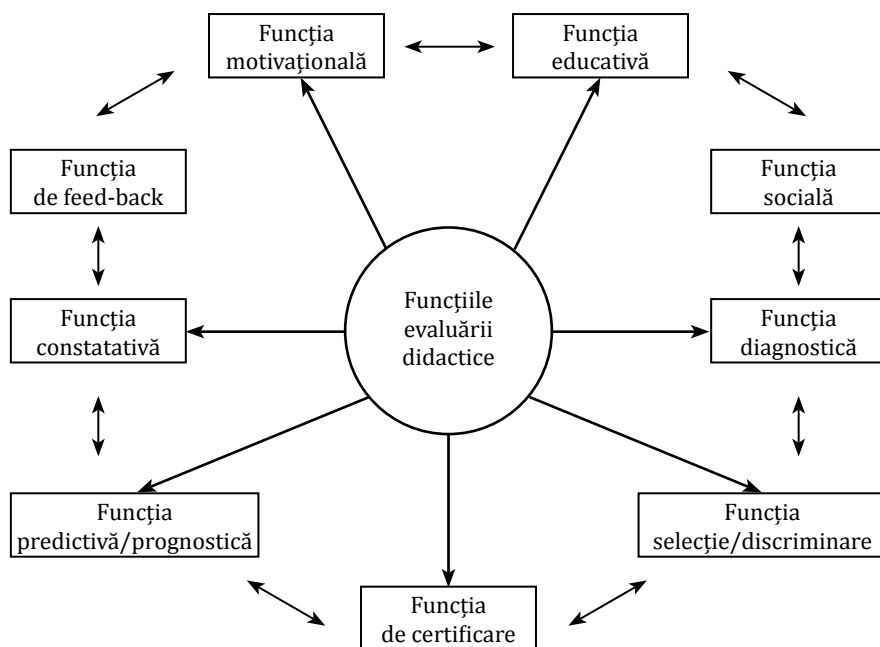 Funcția
motivațională
Funcția
educativă
Funcția
de feed-back
Funcția
socială
Funcția
constatativă
Funcțiile
evaluării
didactice
Funcția
diagnostică
Funcția
predictivă/prognostică
Funcția
selecție/discriminare
Funcția
de certificare